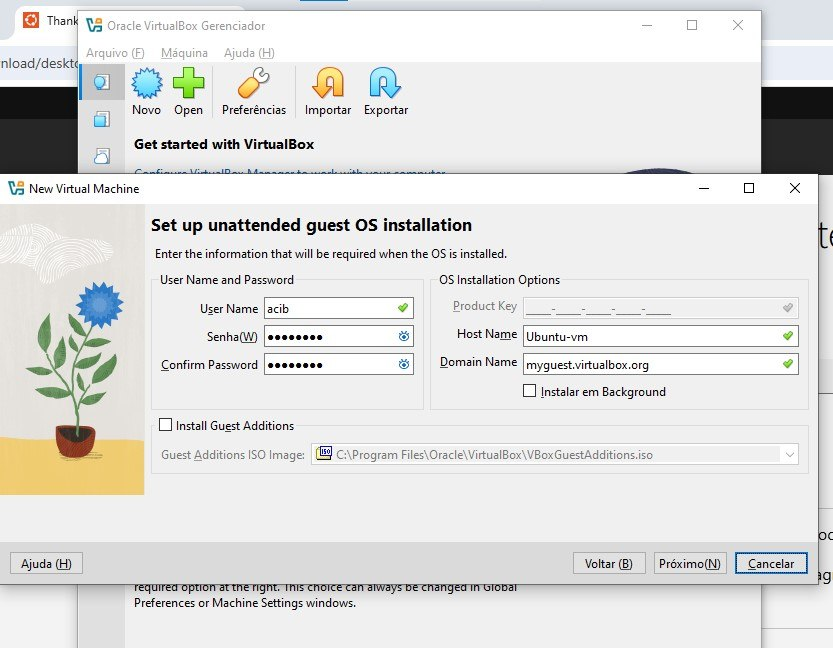 Thank
nload/deskto
Oracle VirtualBox Gerenciador
Arquivo (F) Máquina Ajuda (H)
Novo Open Preferências Importar Exportar
Get started with VirtualBox
Configure VirtualBox Manager to work with your computer
New Virtual Machine
Set up unattended guest OS installation
Enter the information that will be required when the OS is installed.
User Name and Password
User Name acib
Senha(W) ●●●●●●●●
Confirm Password ●●●●●●●●
OS Installation Options
Product Key ____-____-____-____-____
Host Name Ubuntu-vm
Domain Name myguest.virtualbox.org
Instalar em Background
Install Guest Additions
Guest Additions ISO Image: C:\Program Files\Oracle\VirtualBox\VBoxGuestAdditions.iso
Ajuda (H) Voltar (B) Próximo(N) Cancelar
required option at the right. This choice can always be changed in Global
Preferences or Machine Settings windows.